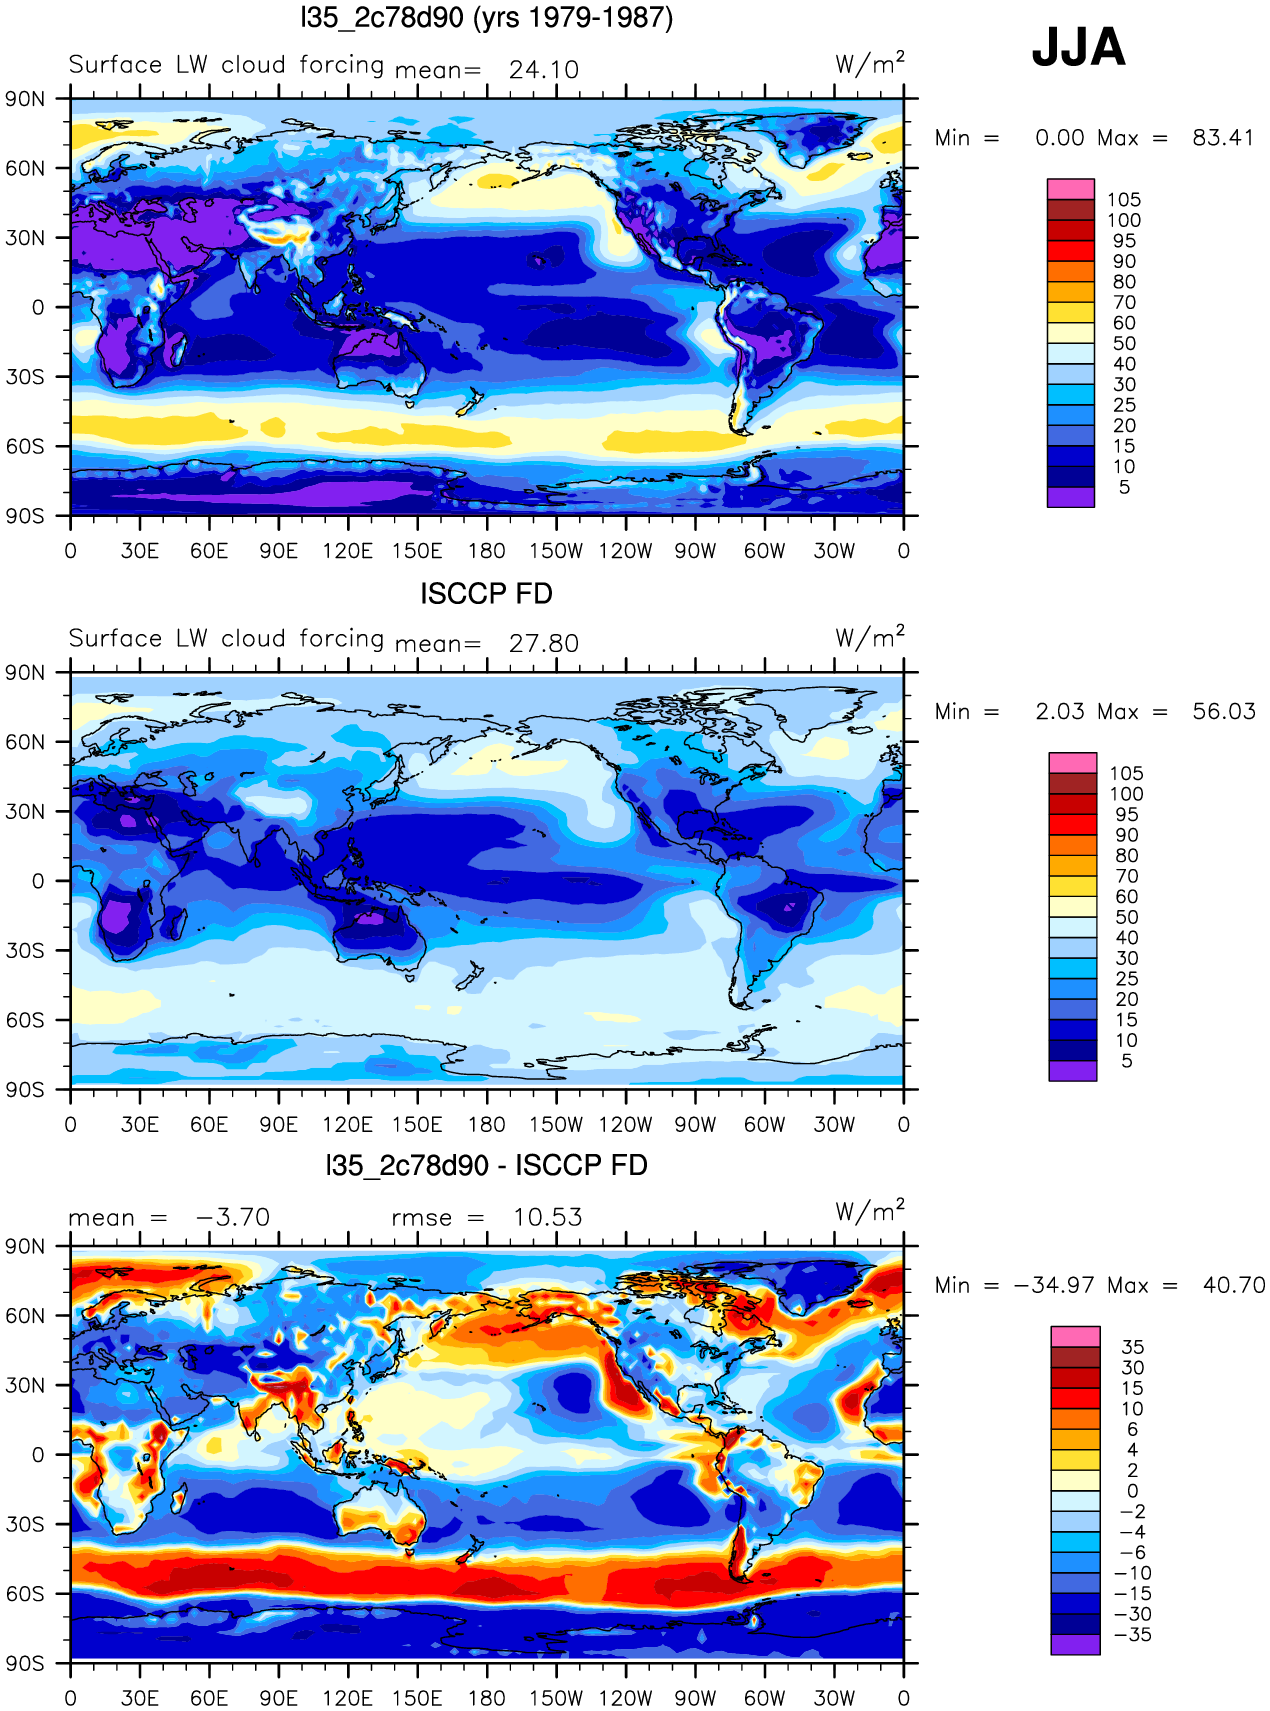 l35_2c78d90 (yrs 1979-1987)
JJA
Surface LW cloud forcing mean= 24.10 W/m²
Min = 0.00 Max = 83.41
90N
60N
30N
0
30S
60S
90S
0 30E 60E 90E 120E 150E 180 150W 120W 90W 60W 30W 0
105
100
95
90
80
70
60
50
40
30
25
20
15
10
5
ISCCP FD
Surface LW cloud forcing mean= 27.80 W/m²
Min = 2.03 Max = 56.03
90N
60N
30N
0
30S
60S
90S
0 30E 60E 90E 120E 150E 180 150W 120W 90W 60W 30W 0
105
100
95
90
80
70
60
50
40
30
25
20
15
10
5
l35_2c78d90 - ISCCP FD
mean = −3.70 rmse = 10.53 W/m²
Min = −34.97 Max = 40.70
90N
60N
30N
0
30S
60S
90S
0 30E 60E 90E 120E 150E 180 150W 120W 90W 60W 30W 0
35
30
15
10
6
4
2
0
−2
−4
−6
−10
−15
−30
−35